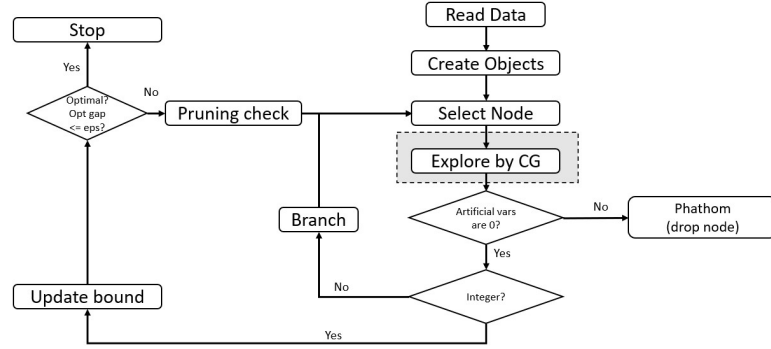 Read Data
Stop
Create Objects
Yes
No
Optimal?
Opt gap
<= eps?
Pruning check
Select Node
Explore by CG
Artificial vars
are 0?
No
Phathom
(drop node)
Branch
Yes
No
Integer?
Update bound
Yes